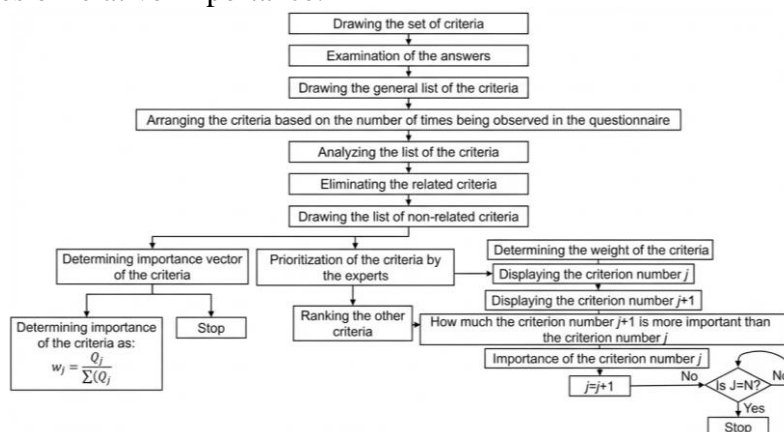 Drawing the set of criteria
Examination of the answers
Drawing the general list of the criteria
Arranging the criteria based on the number of times being observed in the questionnaire
Analyzing the list of the criteria
Eliminating the related criteria
Drawing the list of non-related criteria
Determining importance vector
of the criteria
Prioritization of the criteria by
the experts
Determining the weight of the criteria
Displaying the criterion number j
Displaying the criterion number j+1
Determining importance
of the criteria as:
w_j = Q_j / ∑(Q_j
Stop
Ranking the other
criteria
How much the criterion number j+1 is more important than
the criterion number j
Importance of the criterion number j
j=j+1
No
Is J=N?
No
Yes
Stop